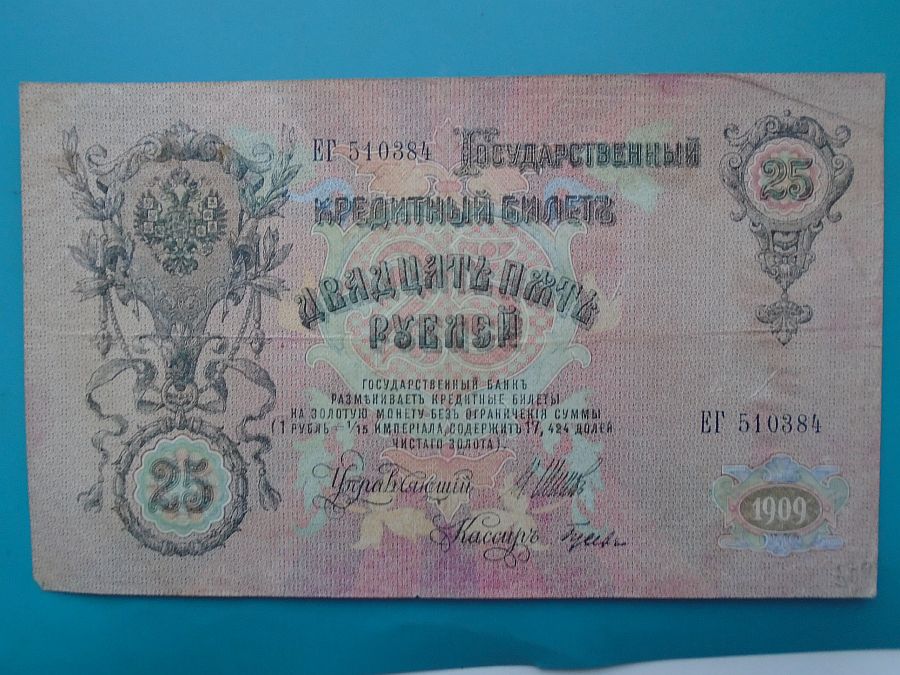 ЕГ 510384
Государственный
25
Кредитный Билетъ
Двадцать Пять
Рублей
ГОСУДАРСТВЕННЫЙ БАНКЪ
РАЗМѢНИВАЕТЪ КРЕДИТНЫЕ БИЛЕТЫ
НА ЗОЛОТУЮ МОНЕТУ БЕЗЪ ОГРАНИЧЕНІЯ СУММЫ
(1 РУБЛЬ = 1/15 ИМПЕРІАЛА, СОДЕРЖИТЪ 17,424 ДОЛЕЙ
ЧИСТАГО ЗОЛОТА).
ЕГ 510384
25
Управляющій
1909
Кассиръ